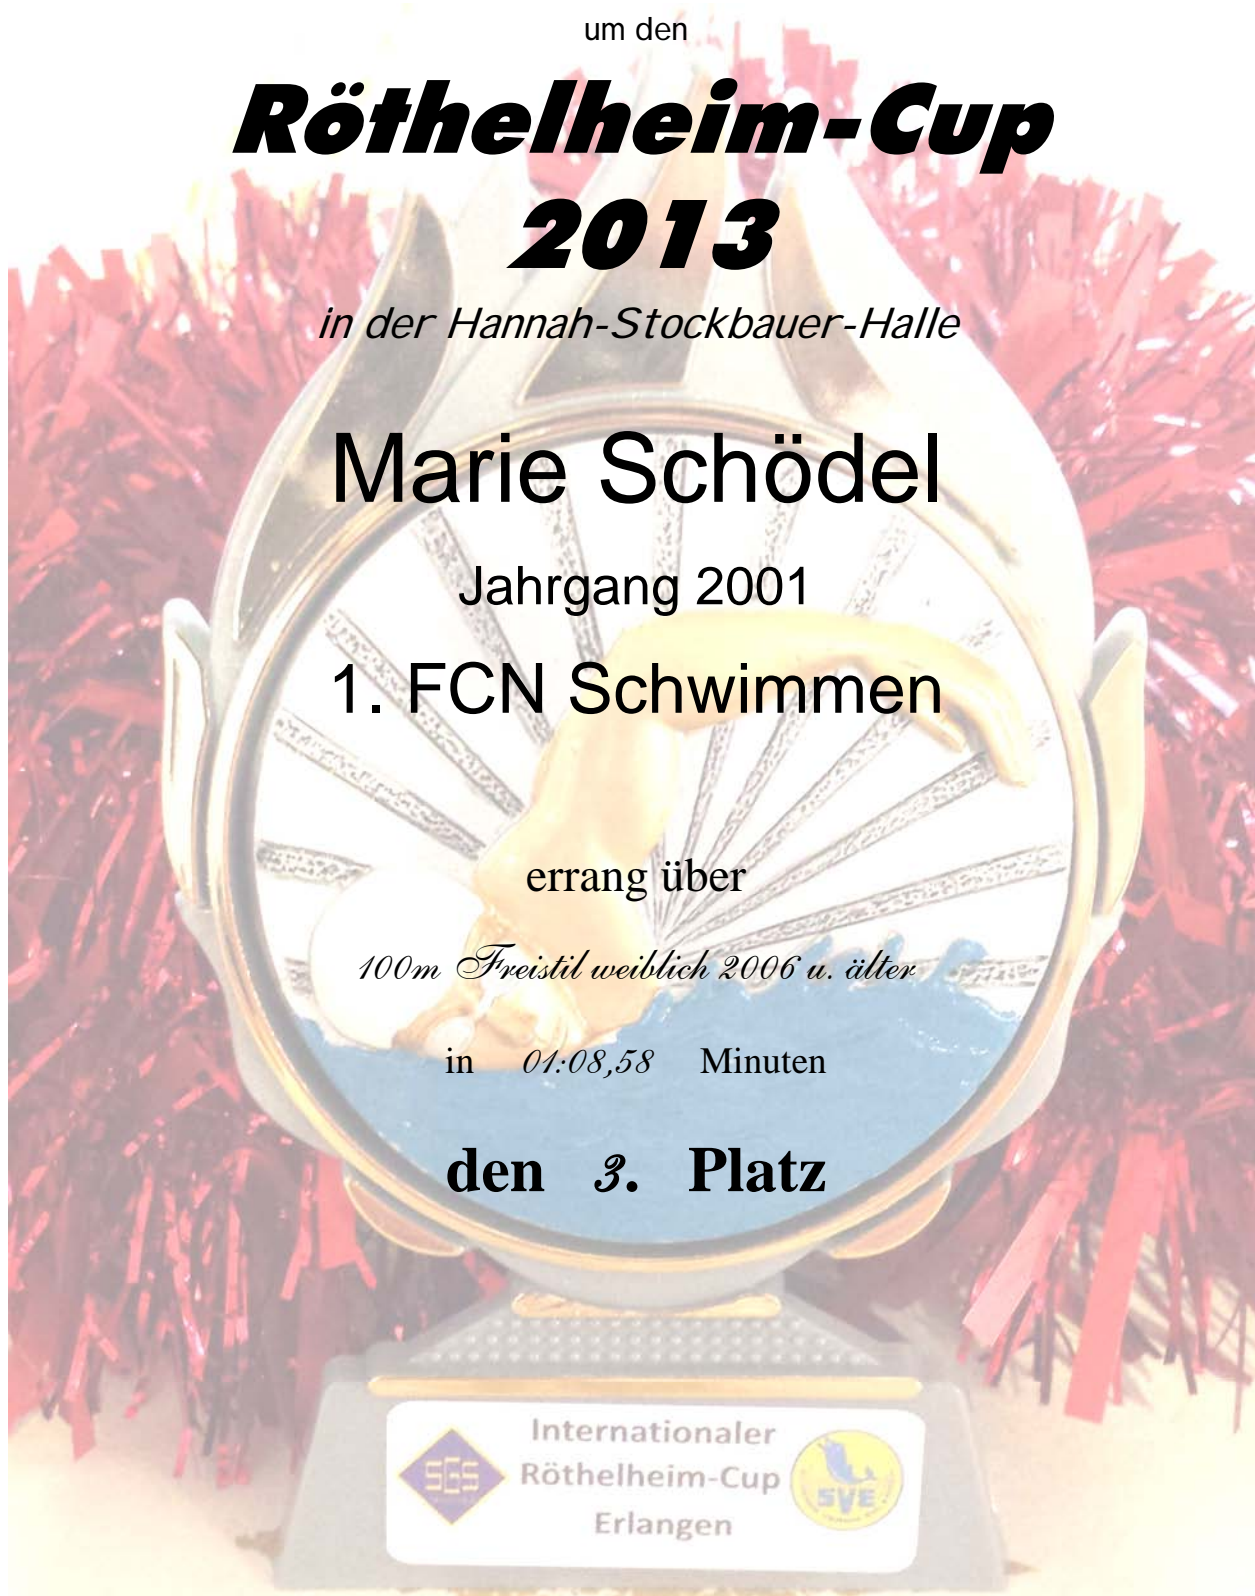 um den
Röthelheim-Cup
2013
in der Hannah-Stockbauer-Halle
Marie Schödel
Jahrgang 2001
1. FCN Schwimmen
errang über
100m Freistil weiblich 2006 u. älter
in 01:08,58 Minuten
den 3. Platz
Internationaler
Röthelheim-Cup
Erlangen
SGS
SVE